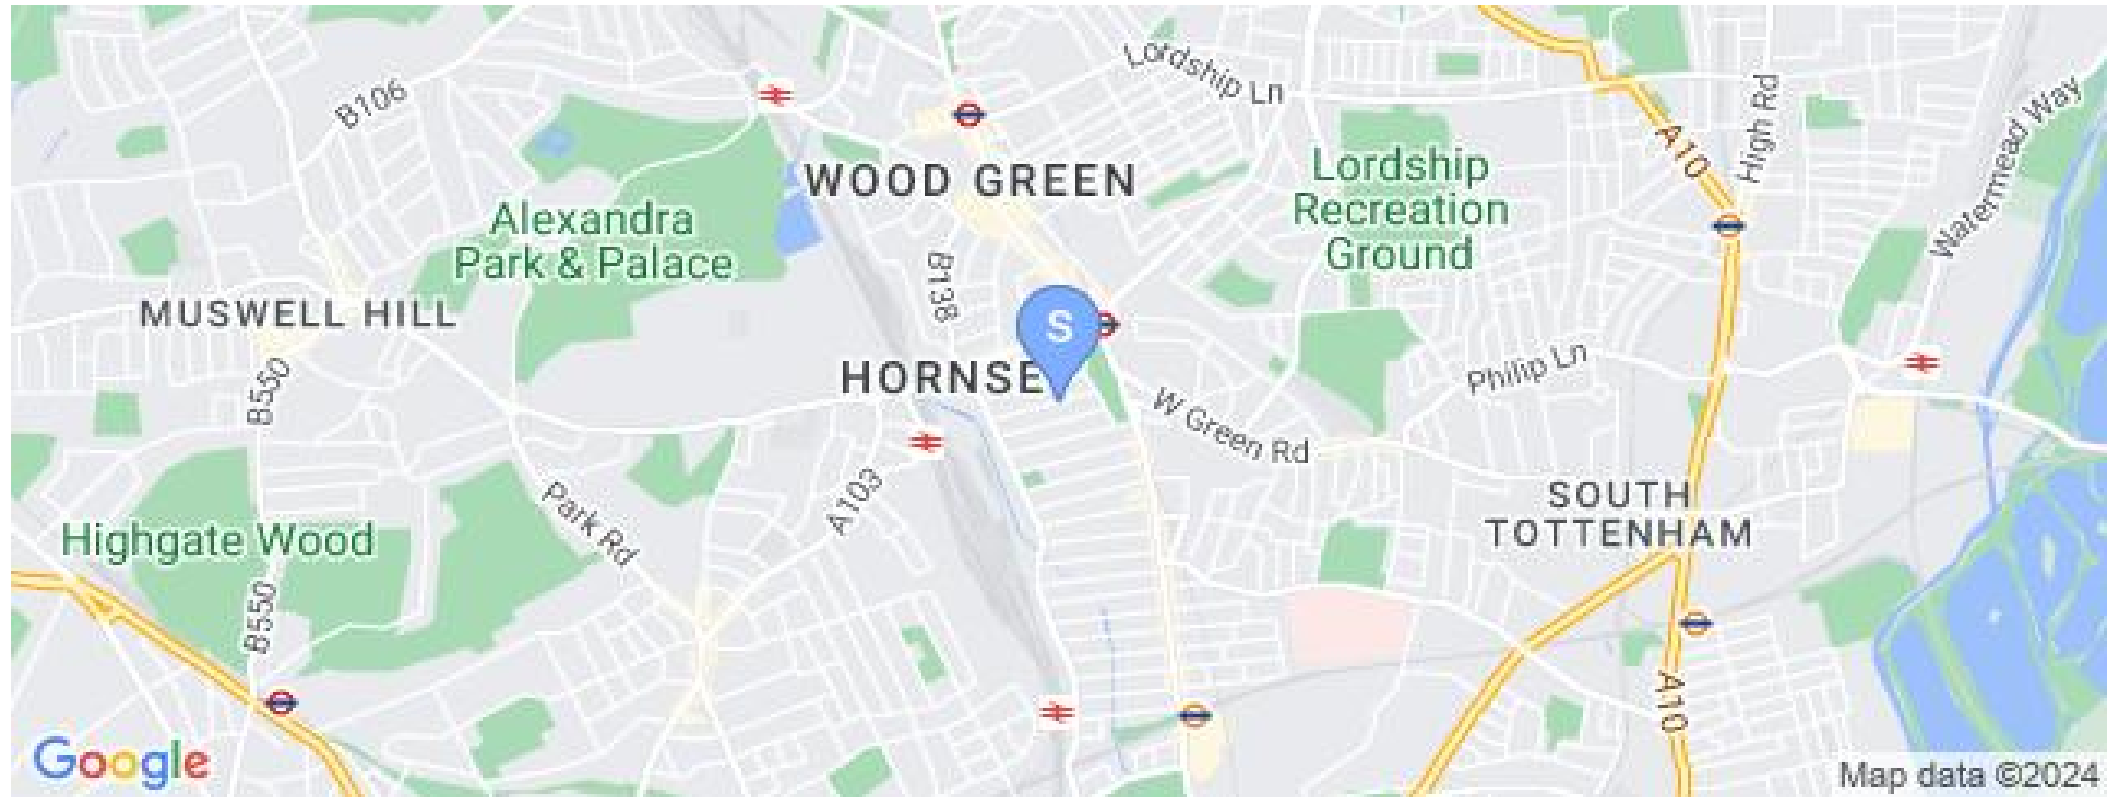 Lordship Ln
B106
High Rd
A10
Watermead Way
WOOD GREEN
Lordship
Recreation
Ground
Alexandra
Park & Palace
B138
MUSWELL HILL
S
HORNSE
Philip Ln
B550
W Green Rd
A103
Park Rd
SOUTH
TOTTENHAM
Highgate Wood
B550
A10
Google
Map data ©2024